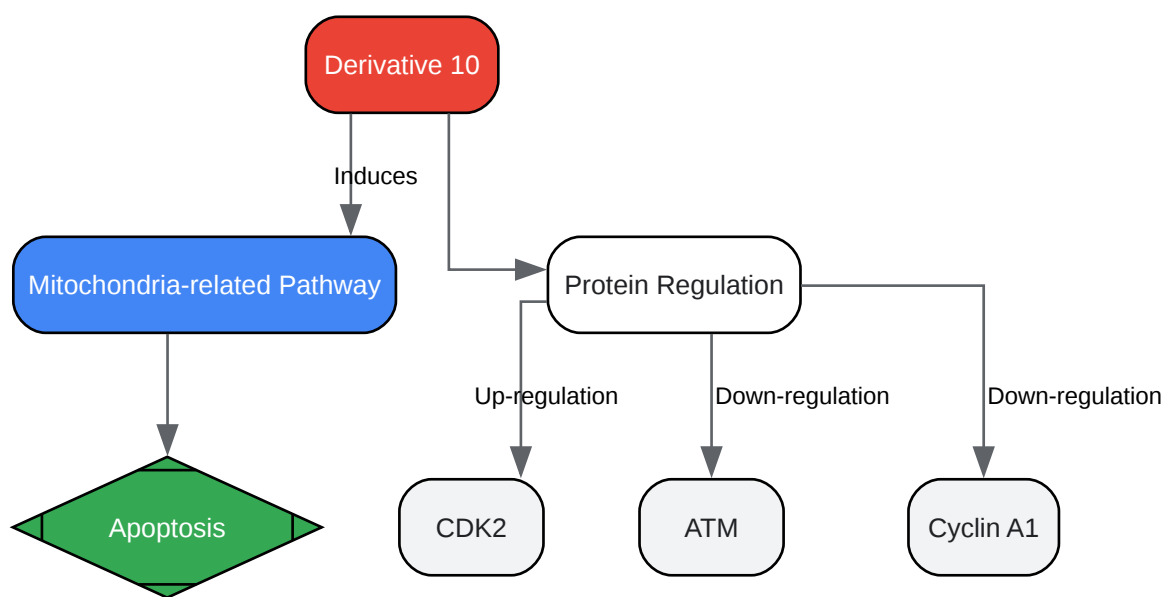 Derivative 10
Induces
Mitochondria-related Pathway
Protein Regulation
Up-regulation
Down-regulation
Down-regulation
Apoptosis
CDK2
ATM
Cyclin A1